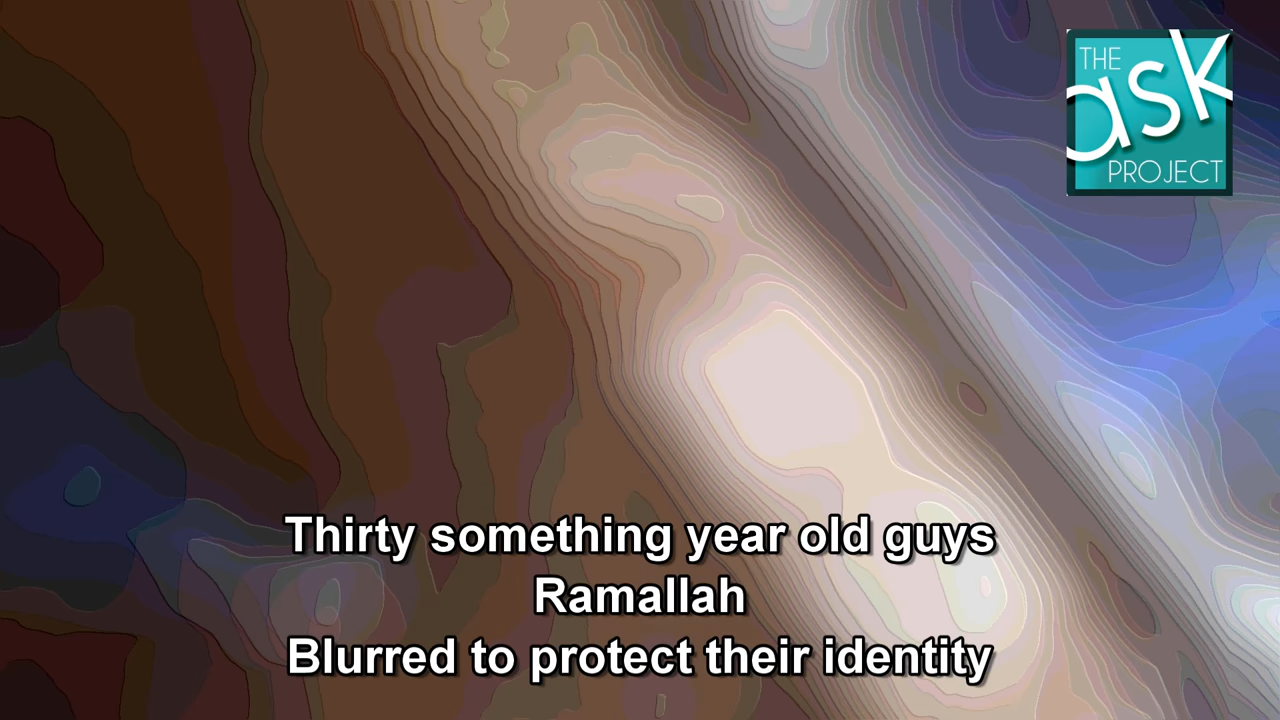 THE
ask
PROJECT
Thirty something year old guys
Ramallah
Blurred to protect their identity